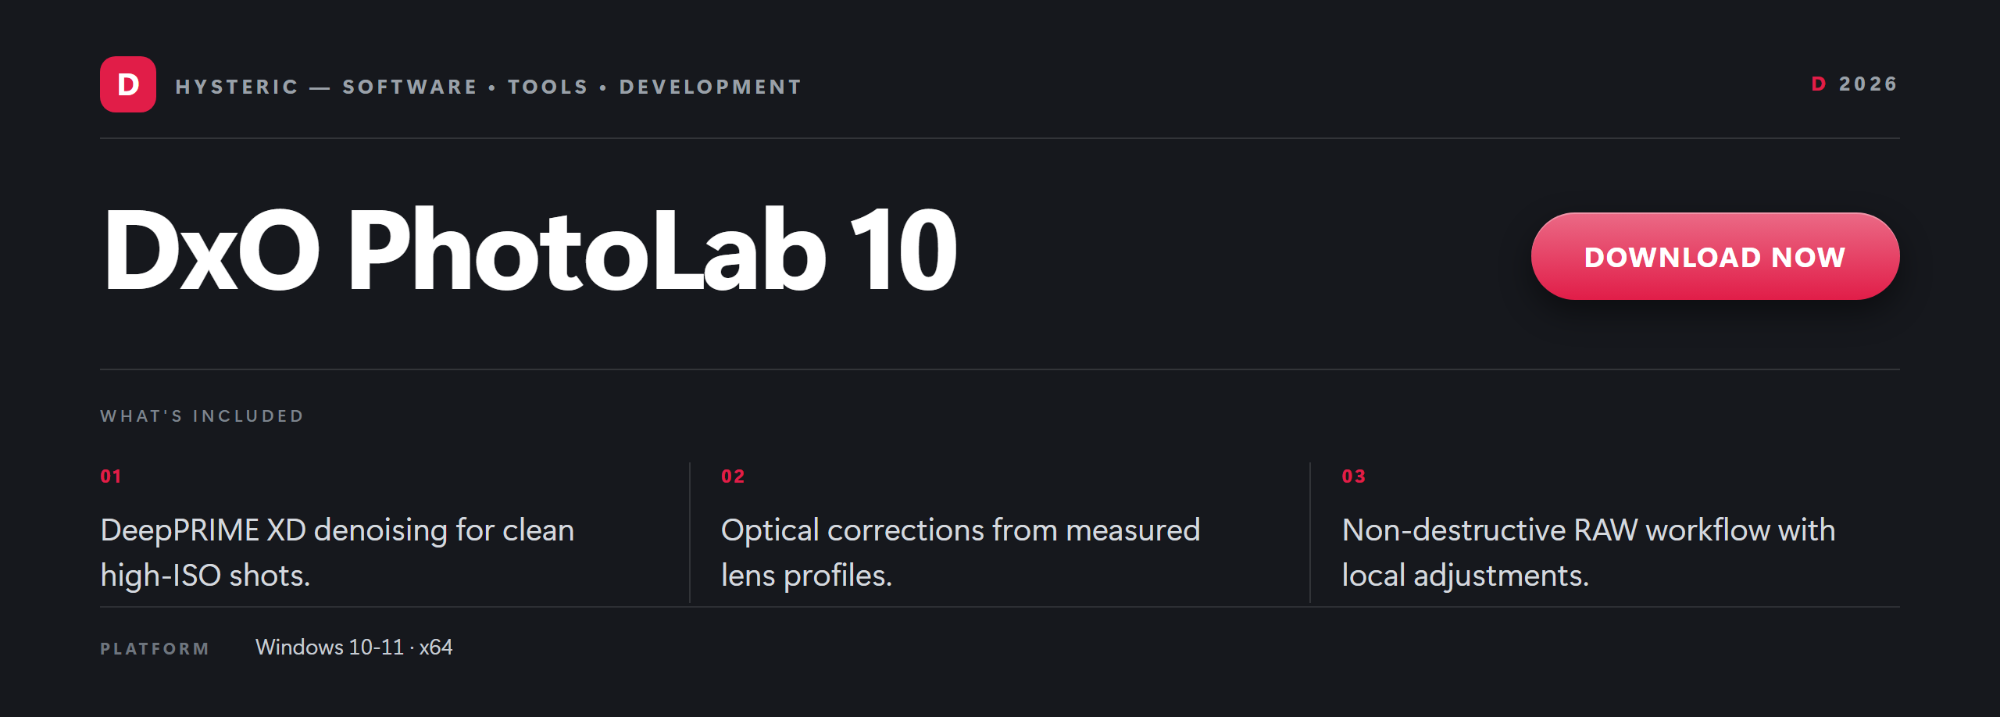 D HYSTERIC — SOFTWARE • TOOLS • DEVELOPMENT
D 2026
DxO PhotoLab 10
DOWNLOAD NOW
WHAT'S INCLUDED
01
DeepPRIME XD denoising for clean
high-ISO shots.
02
Optical corrections from measured
lens profiles.
03
Non-destructive RAW workflow with
local adjustments.
PLATFORM Windows 10-11 · x64